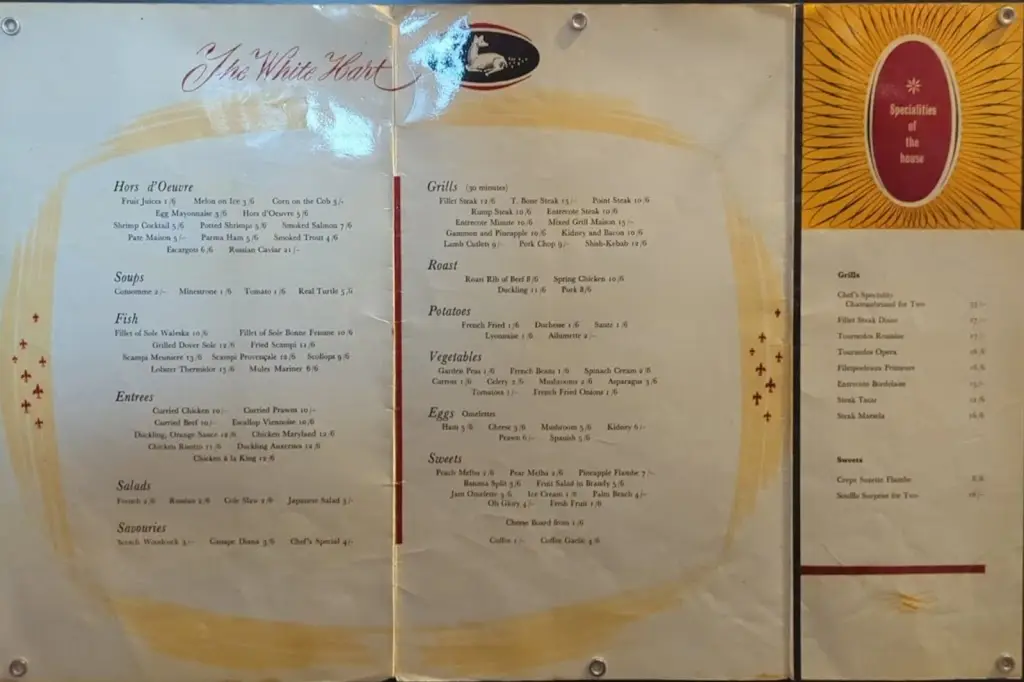 The White Hart
Hors d'Oeuvre
Fruit Juices 1/6 Melon on Ice 3/6 Corn on the Cob 3/-
Egg Mayonnaise 3/6 Hors d'Oeuvre 5/6
Shrimp Cocktail 5/6 Potted Shrimps 5/6 Smoked Salmon 7/6
Pate Maison 5/- Parma Ham 5/6 Smoked Trout 4/6
Escargots 6/6 Russian Caviar 21/-
Soups
Consomme 2/- Minestrone 1/6 Tomato 1/6 Real Turtle 3/6
Fish
Fillet of Sole Waleska 10/6 Fillet of Sole Bonne Femme 10/6
Grilled Dover Sole 12/6 Fried Scampi 12/6
Scampi Meuniere 13/6 Scampi Provençale 12/6 Scollops 9/6
Lobster Thermidor 15/6 Mules Mariner 6/6
Entrees
Curried Chicken 10/- Curried Prawns 10/-
Curried Beef 10/- Escallop Viennoise 10/6
Duckling, Orange Sauce 12/6 Chicken Maryland 12/6
Chicken Risotto 11/6 Duckling 12/6
Chicken à la King 12/6
Salads
French 2/6 Russian 2/6 Cole Slaw 2/6 Japanese Salad 3/-
Savouries
Scotch Woodcock 3/- Canape Diana 3/6 Chef's Special 4/-
Grills (30 minutes)
Fillet Steak 12/6 T. Bone Steak 15/- Point Steak 10/6
Rump Steak 10/6 Entrecote Steak 10/6
Entrecote Minute 10/6 Mixed Grill Maison 15/-
Gammon and Pineapple 10/6 Kidney and Bacon 10/6
Lamb Cutlets 9/- Pork Chop 9/- Shish-Kebab 12/6
Roast
Roast Rib of Beef 8/6 Spring Chicken 10/6
Duckling 11/6 Pork 8/6
Potatoes
French Fried 1/6 Duchesse 1/6 Saute 1/6
Lyonnaise 1/6 Allumette 2/-
Vegetables
Garden Peas 1/6 French Beans 1/6 Spinach Cream 2/6
Carrots 1/6 Celery 2/6 Mushrooms 2/6 Asparagus 3/6
Tomatoes 1/- French Fried Onions 1/6
Eggs Omelettes
Ham 5/6 Cheese 5/6 Mushroom 5/6 Kidney 6/-
Prawn 6/- Spanish 5/6
Sweets
Peach Melba 2/6 Pear Melba 2/6 Pineapple Flambe 7/-
Banana Split 3/6 Fruit Salad in Brandy 5/6
Jam Omelette 3/6 Ice Cream 1/6 Palm Beach 4/-
Oh Glory 4/- Fresh Fruit 1/6
Cheese Board from 1/6
Coffee 1/- Coffee Gaelic 4/6
Specialities
of
the
house
Grills
Chef's Speciality
Chateaubriand for Two
Fillet Steak Diane
Tournedos Rossini
Tournedos Opera
Entrecote Bordelaise
Steak Tartar
Steak
Sweets
Crepe Suzette Flambe
Souffle Surprise for Two